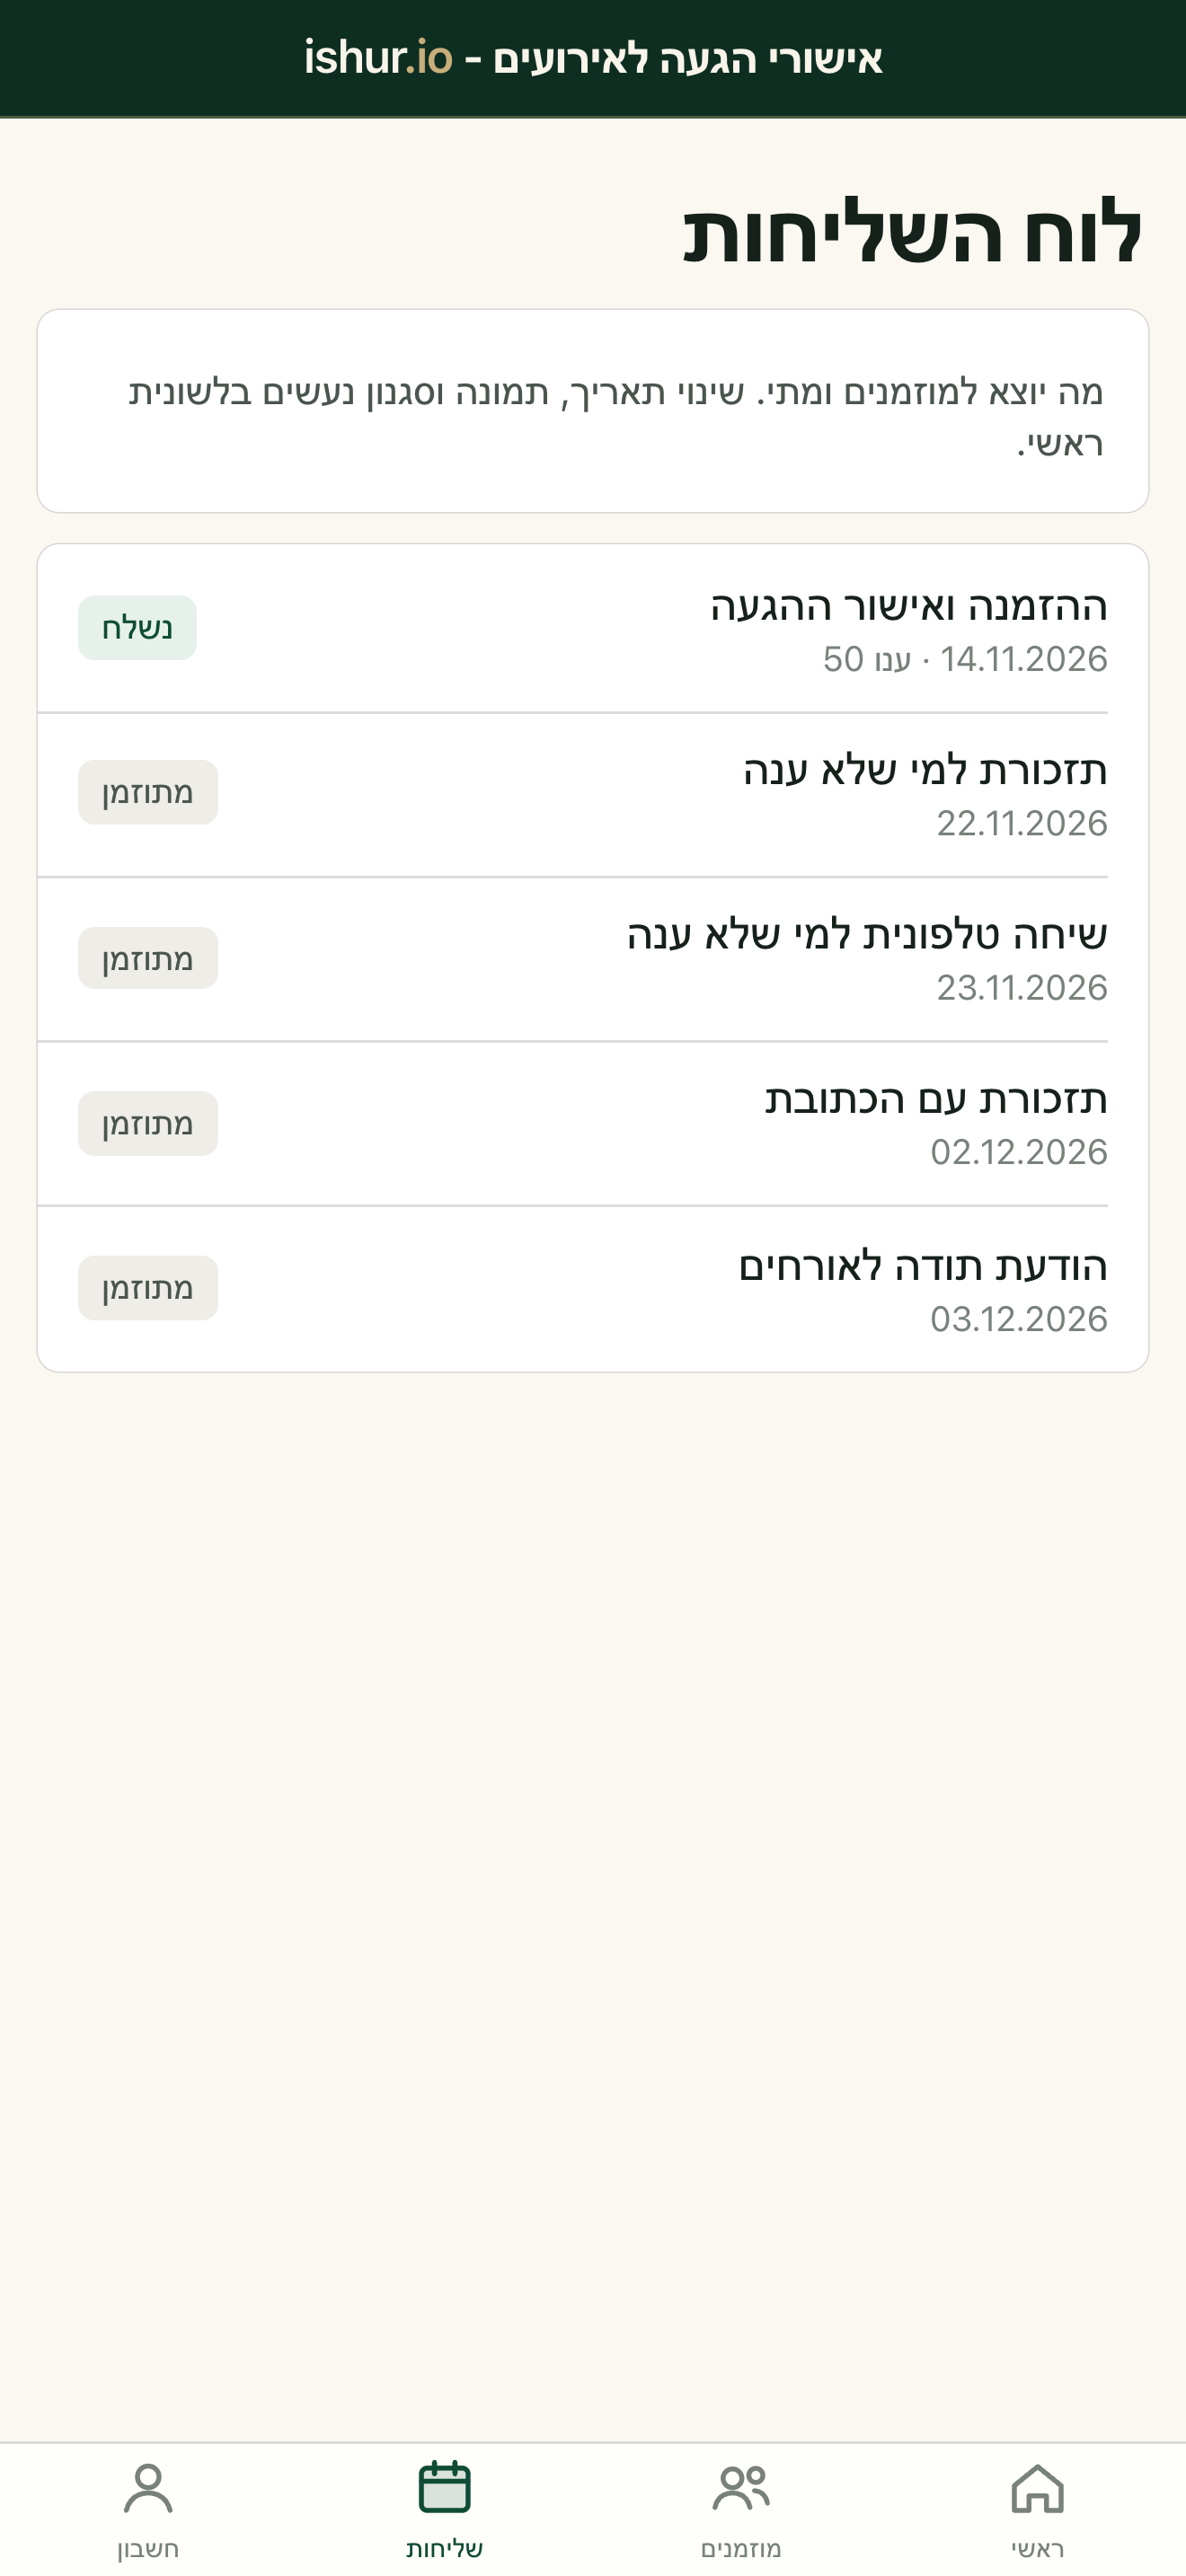 אישורי הגעה לאירועים - ishur.io
לוח השליחות
מה יוצא למוזמנים ומתי. שינוי תאריך, תמונה וסגנון נעשים בלשונית
ראשי.
ההזמנה ואישור ההגעה
14.11.2026 · ענו 50
נשלח
תזכורת למי שלא ענה
22.11.2026
מתוזמן
שיחה טלפונית למי שלא ענה
23.11.2026
מתוזמן
תזכורת עם הכתובת
02.12.2026
מתוזמן
הודעת תודה לאורחים
03.12.2026
מתוזמן
ראשי
מוזמנים
שליחות
חשבון